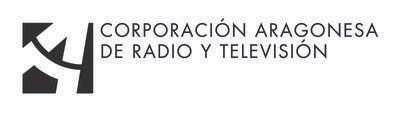 CORPORACIÓN ARAGONESA
DE RADIO Y TELEVISIÓN